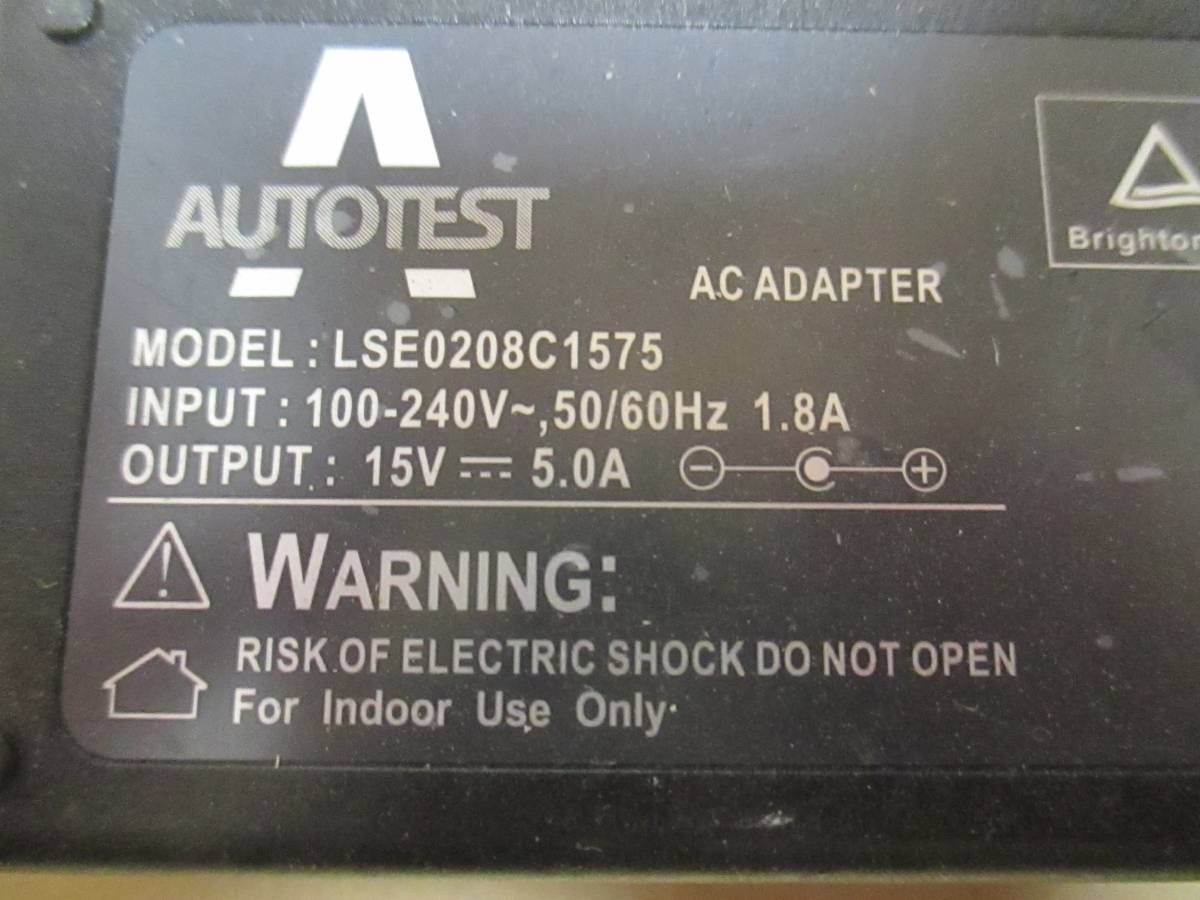 AUTOTEST
Brighton
AC ADAPTER
MODEL : LSE0208C1575
INPUT : 100-240V~,50/60Hz 1.8A
OUTPUT : 15V ⎓ 5.0A
WARNING:
RISK OF ELECTRIC SHOCK DO NOT OPEN
For Indoor Use Only